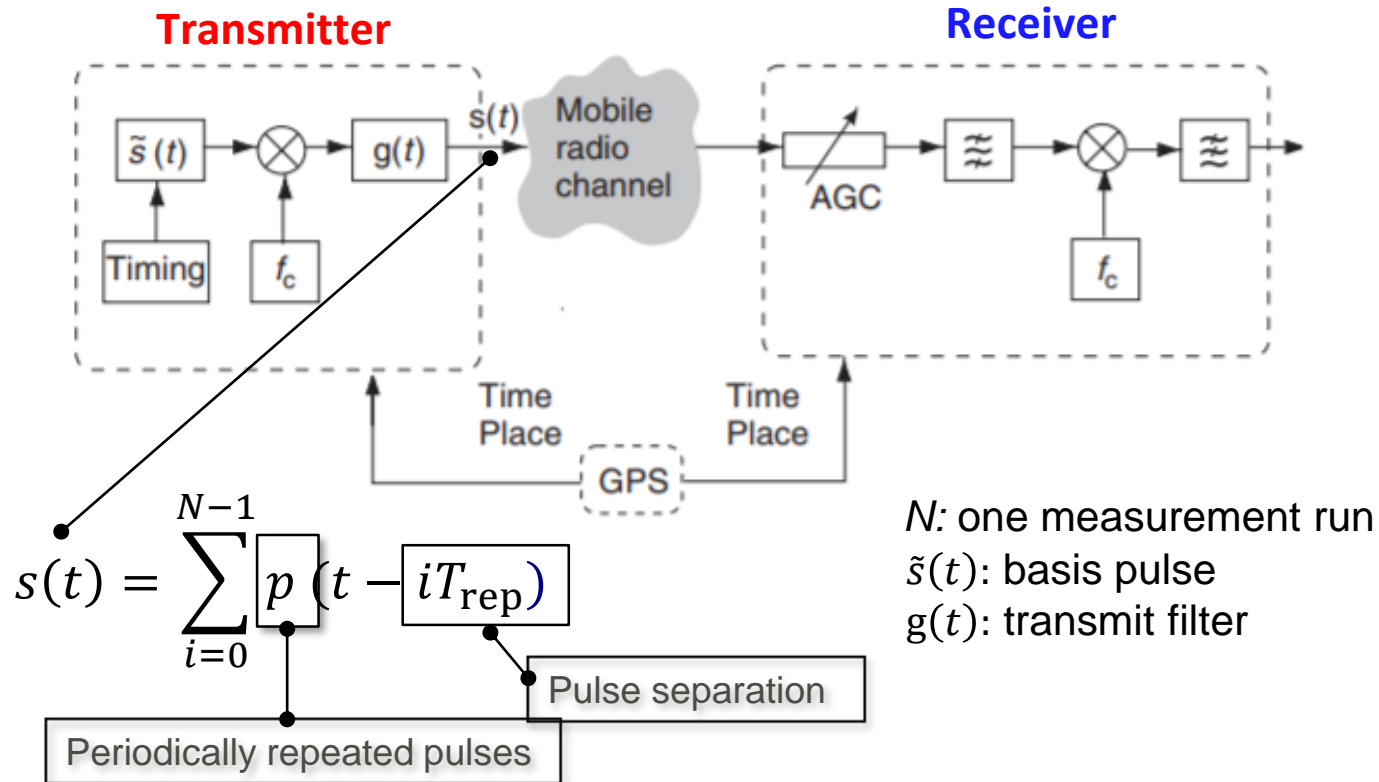 Transmitter
Receiver
s̃(t)
g(t)
s(t)
Timing
f_c
Mobile
radio
channel
AGC
f_c
Time
Place
Time
Place
GPS
s(t) = \sum_{i=0}^{N-1} p(t − iT_rep)
Pulse separation
Periodically repeated pulses
N: one measurement run
s̃(t): basis pulse
g(t): transmit filter